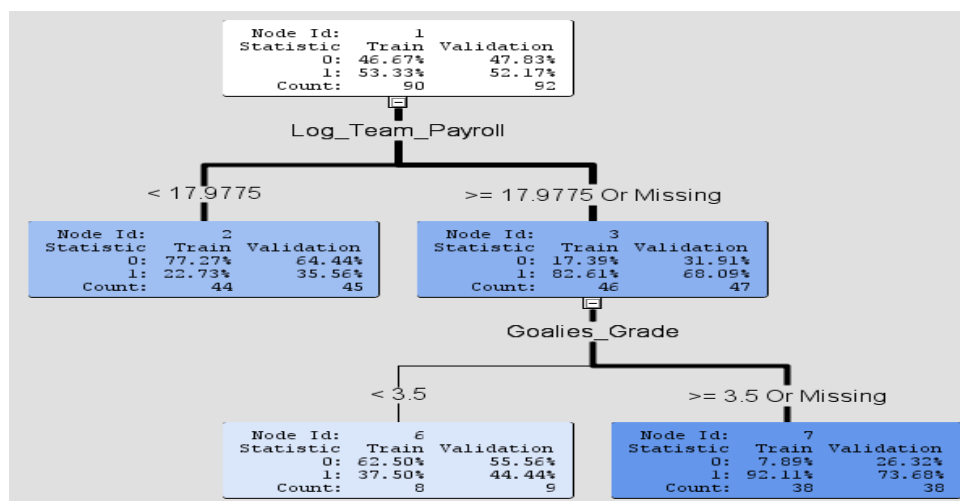 Node Id: 1
Statistic Train Validation
0: 46.67% 47.83%
1: 53.33% 52.17%
Count: 90 92
Log_Team_Payroll
< 17.9775
>= 17.9775 Or Missing
Node Id: 2
Statistic Train Validation
0: 77.27% 64.44%
1: 22.73% 35.56%
Count: 44 45
Node Id: 3
Statistic Train Validation
0: 17.39% 31.91%
1: 82.61% 68.09%
Count: 46 47
Goalies_Grade
< 3.5
>= 3.5 Or Missing
Node Id: 6
Statistic Train Validation
0: 62.50% 55.56%
1: 37.50% 44.44%
Count: 8 9
Node Id: 7
Statistic Train Validation
0: 7.89% 26.32%
1: 92.11% 73.68%
Count: 38 38